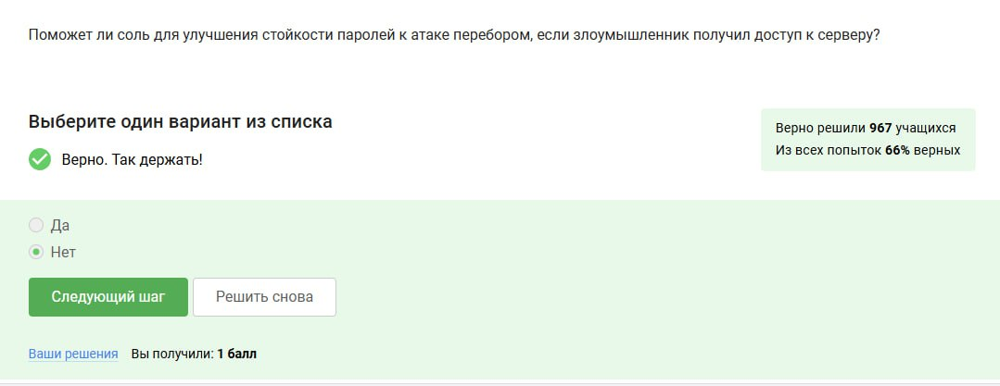 Поможет ли соль для улучшения стойкости паролей к атаке перебором, если злоумышленник получил доступ к серверу?
Выберите один вариант из списка
Верно. Так держать!
Верно решили 967 учащихся
Из всех попыток 66% верных
Да
Нет
Следующий шаг
Решить снова
Ваши решения Вы получили: 1 балл